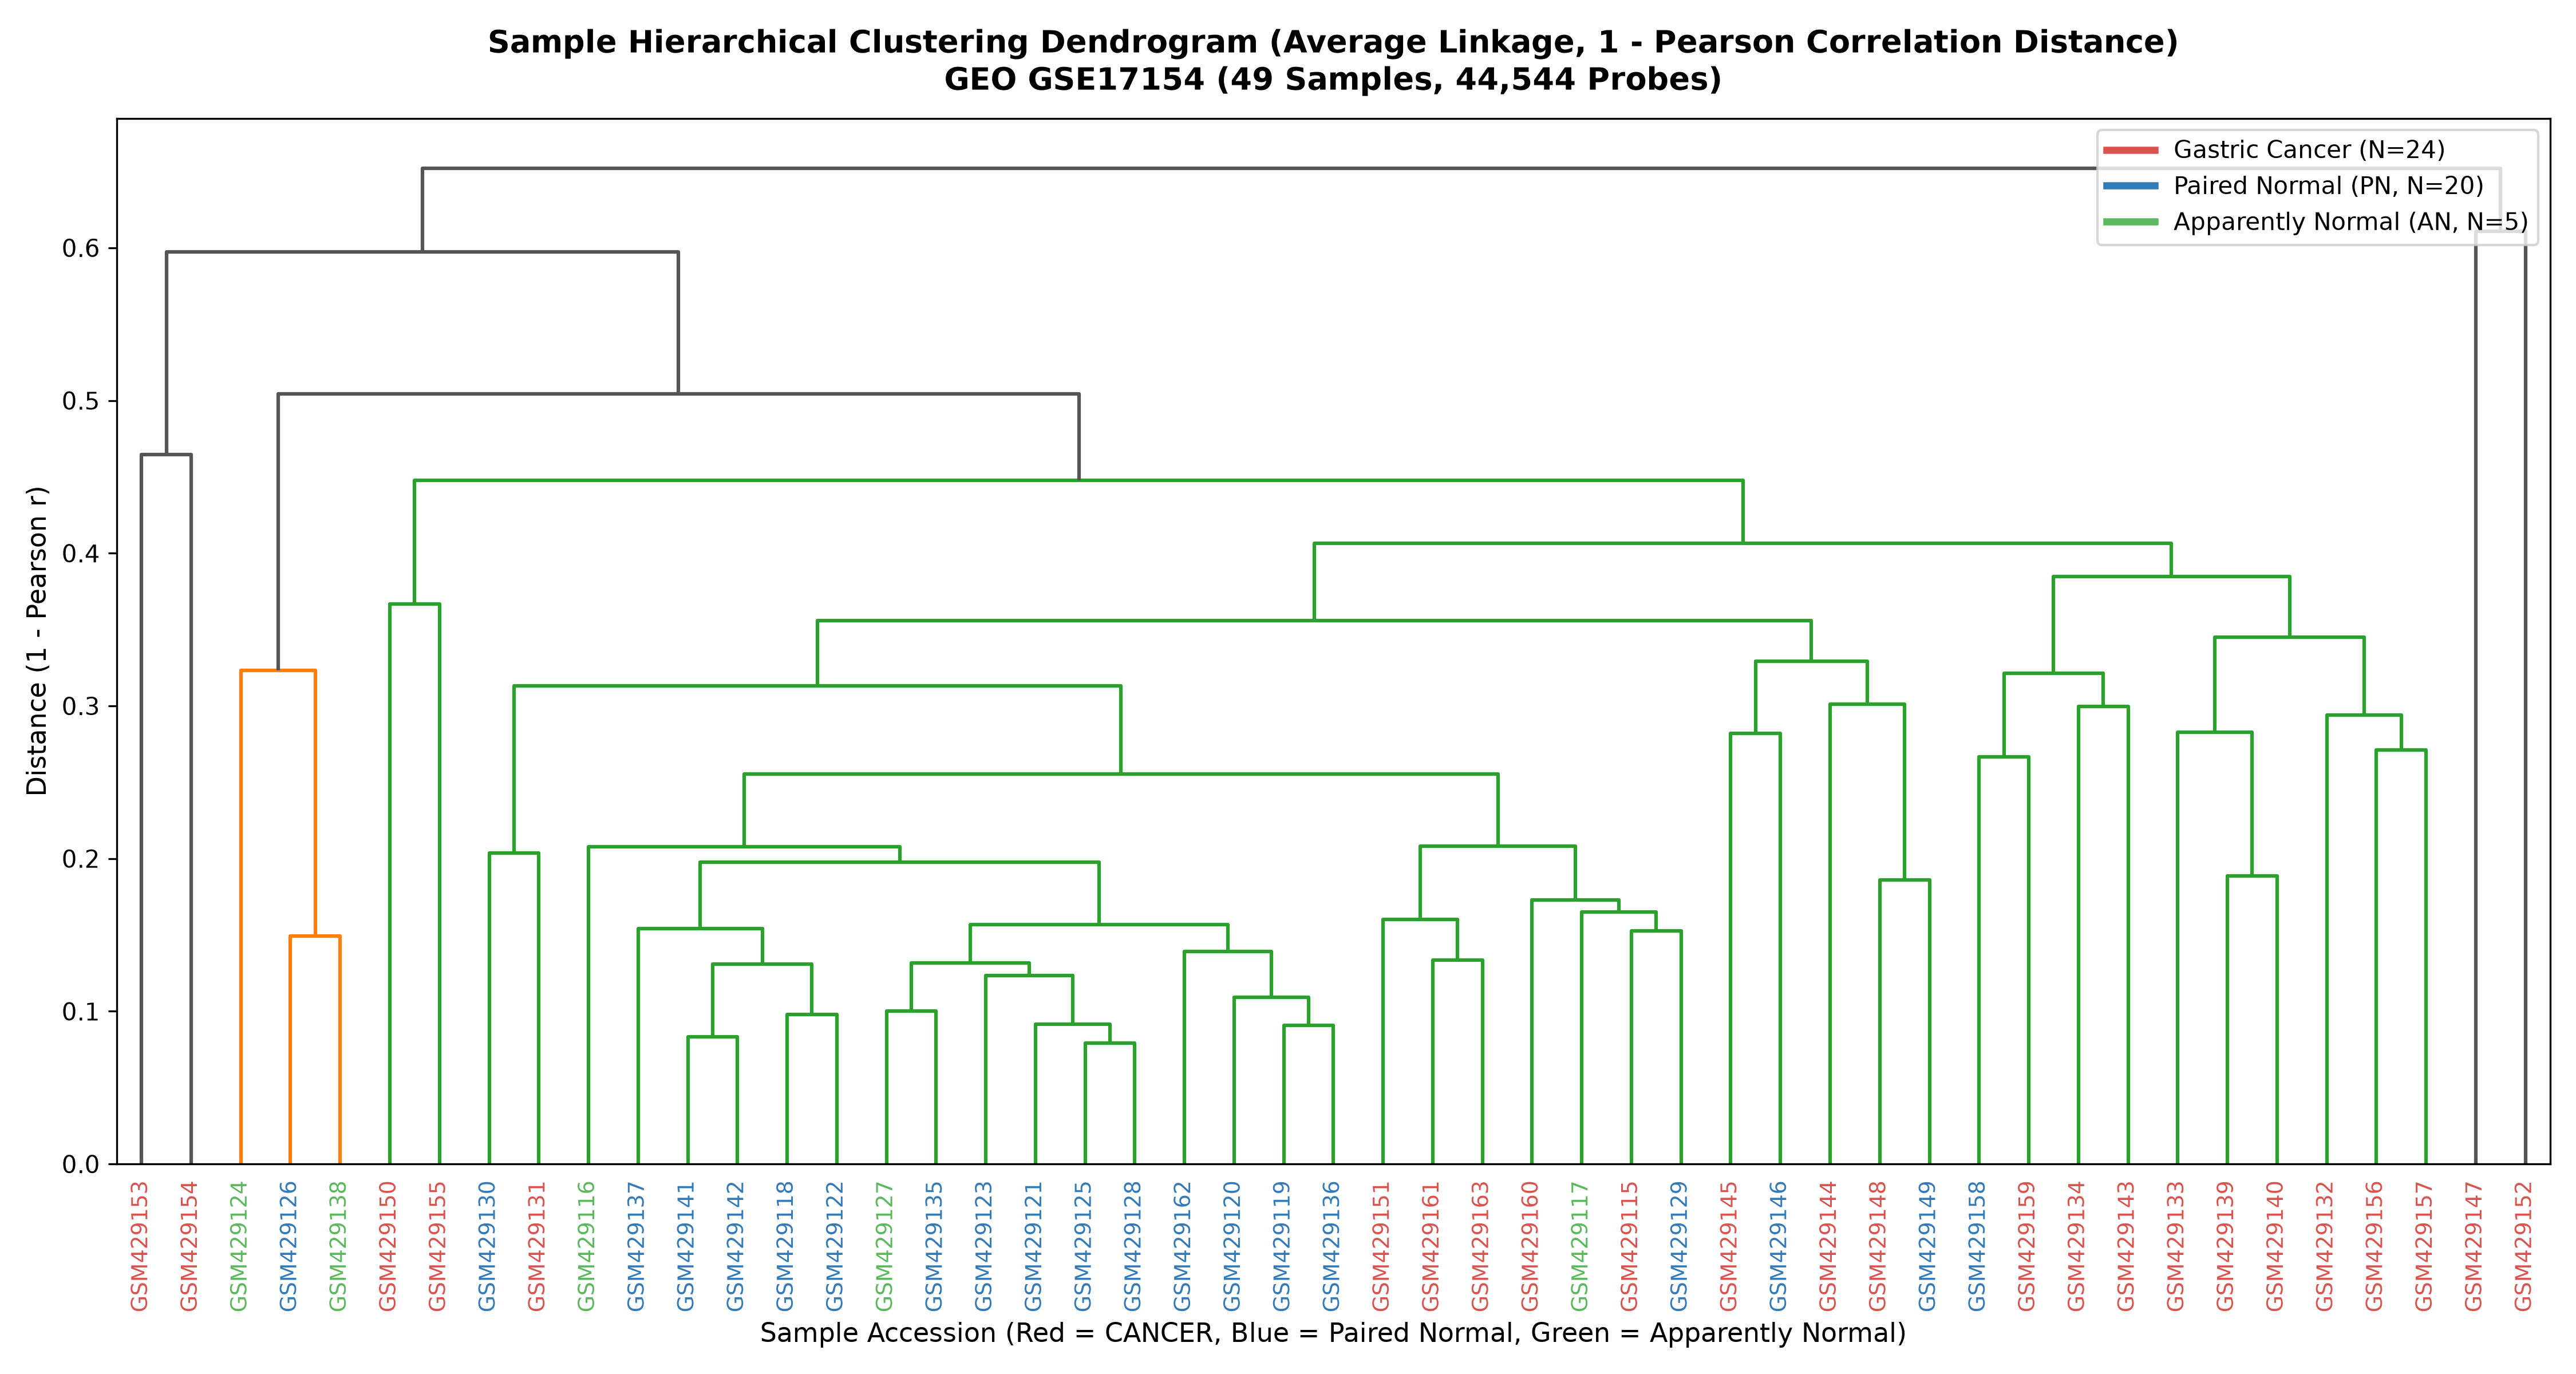 Sample Hierarchical Clustering Dendrogram (Average Linkage, 1 - Pearson Correlation Distance)
GEO GSE17154 (49 Samples, 44,544 Probes)
Gastric Cancer (N=24)
Paired Normal (PN, N=20)
Apparently Normal (AN, N=5)
Distance (1 - Pearson r)
0.6
0.5
0.4
0.3
0.2
0.1
0.0
GSM429153
GSM429154
GSM429124
GSM429126
GSM429138
GSM429150
GSM429155
GSM429130
GSM429131
GSM429116
GSM429137
GSM429141
GSM429142
GSM429118
GSM429122
GSM429127
GSM429135
GSM429123
GSM429121
GSM429125
GSM429128
GSM429162
GSM429120
GSM429119
GSM429136
GSM429151
GSM429161
GSM429163
GSM429160
GSM429117
GSM429115
GSM429129
GSM429145
GSM429146
GSM429144
GSM429148
GSM429149
GSM429158
GSM429159
GSM429134
GSM429143
GSM429133
GSM429139
GSM429140
GSM429132
GSM429156
GSM429157
GSM429147
GSM429152
Sample Accession (Red = CANCER, Blue = Paired Normal, Green = Apparently Normal)